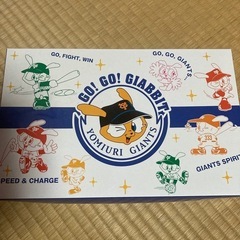 GO, FIGHT, WIN
GO, GO, GIANTS
GO! GO! GIABBIT
YOMIURI GIANTS
SPEED & CHARGE
GIANTS SPIRIT